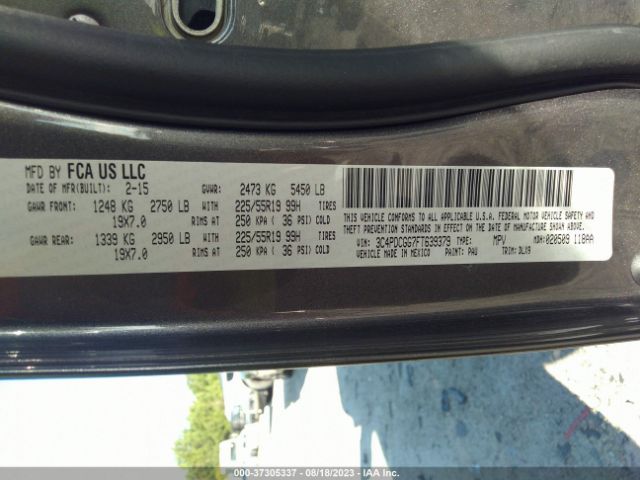 MFD BY FCA US LLC
DATE OF MFR(BUILT): 2-15 GVWR: 2473 KG 5450 LB
GAWR FRONT: 1248 KG 2750 LB WITH 225/55R19 99H TIRES
19X7.0 RIMS AT 250 KPA ( 36 PSI) COLD
GAWR REAR: 1339 KG 2950 LB WITH 225/55R19 99H TIRES
19X7.0 RIMS AT 250 KPA ( 36 PSI) COLD
THIS VEHICLE CONFORMS TO ALL APPLICABLE U.S.A. FEDERAL MOTOR VEHICLE SAFETY AND
THEFT PREVENTION STANDARDS IN EFFECT ON THE DATE OF MANUFACTURE SHOWN ABOVE.
VIN: 3C4PDCGG7FT639379 TYPE: MPV MDH: 020509 118AA
VEHICLE MADE IN MEXICO PAINT: PAU TRIM: DLX9
000-37305337 - 08/18/2023 - IAA Inc.